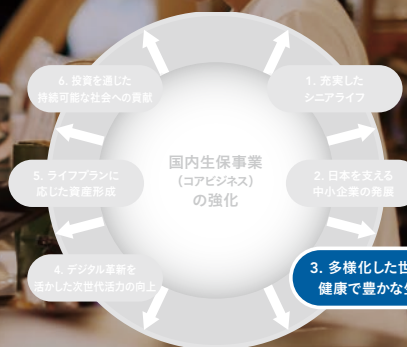 6. 投資を通じた
持続可能な社会への貢献
1. 充実した
シニアライフ
国内生保事業
（コアビジネス）
の強化
5. ライフプランに
応じた資産形成
2. 日本を支える
中小企業の発展
4. デジタル革新を
活かした次世代活力の向上
3. 多様化した世
健康で豊かな